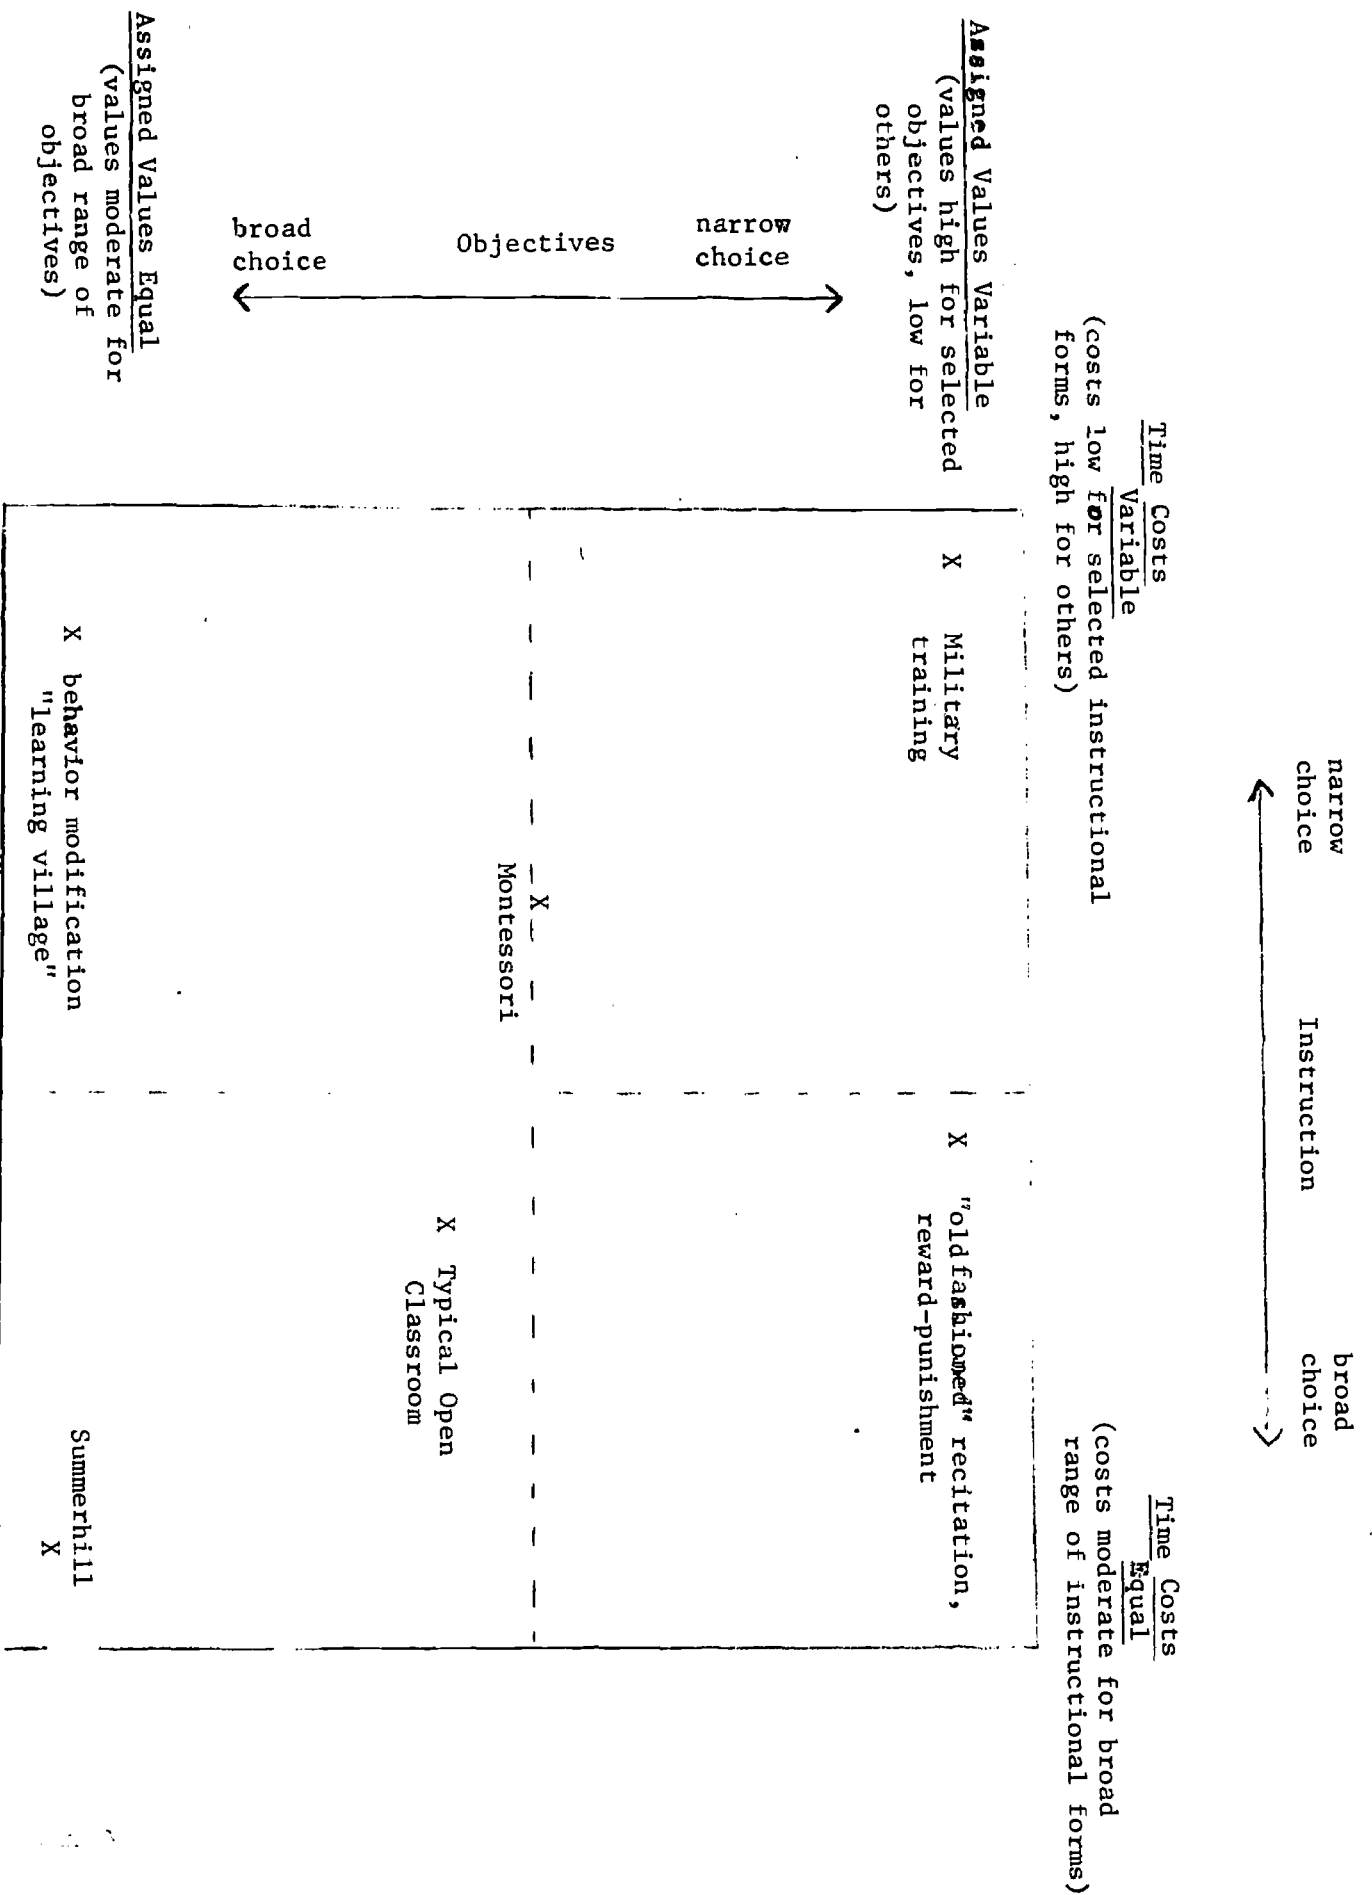 narrow
choice
Instruction
broad
choice
Time Costs
Variable
(costs low for selected instructional
forms, high for others)
Time Costs
Equal
(costs moderate for broad
range of instructional forms)
Assigned Values Variable
(values high for selected
objectives, low for
others)
narrow
choice
Objectives
broad
choice
Assigned Values Equal
(values moderate for
broad range of
objectives)
X Military
training
X "oldfashioned" recitation,
reward-punishment
X
Montessori
X Typical Open
Classroom
X behavior modification
"learning village"
Summerhill
X